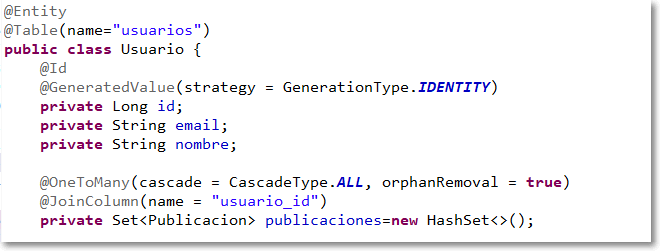 @Entity
@Table(name="usuarios")
public class Usuario {
    @Id
    @GeneratedValue(strategy = GenerationType.IDENTITY)
    private Long id;
    private String email;
    private String nombre;

    @OneToMany(cascade = CascadeType.ALL, orphanRemoval = true)
    @JoinColumn(name = "usuario_id")
    private Set<Publicacion> publicaciones=new HashSet<>();